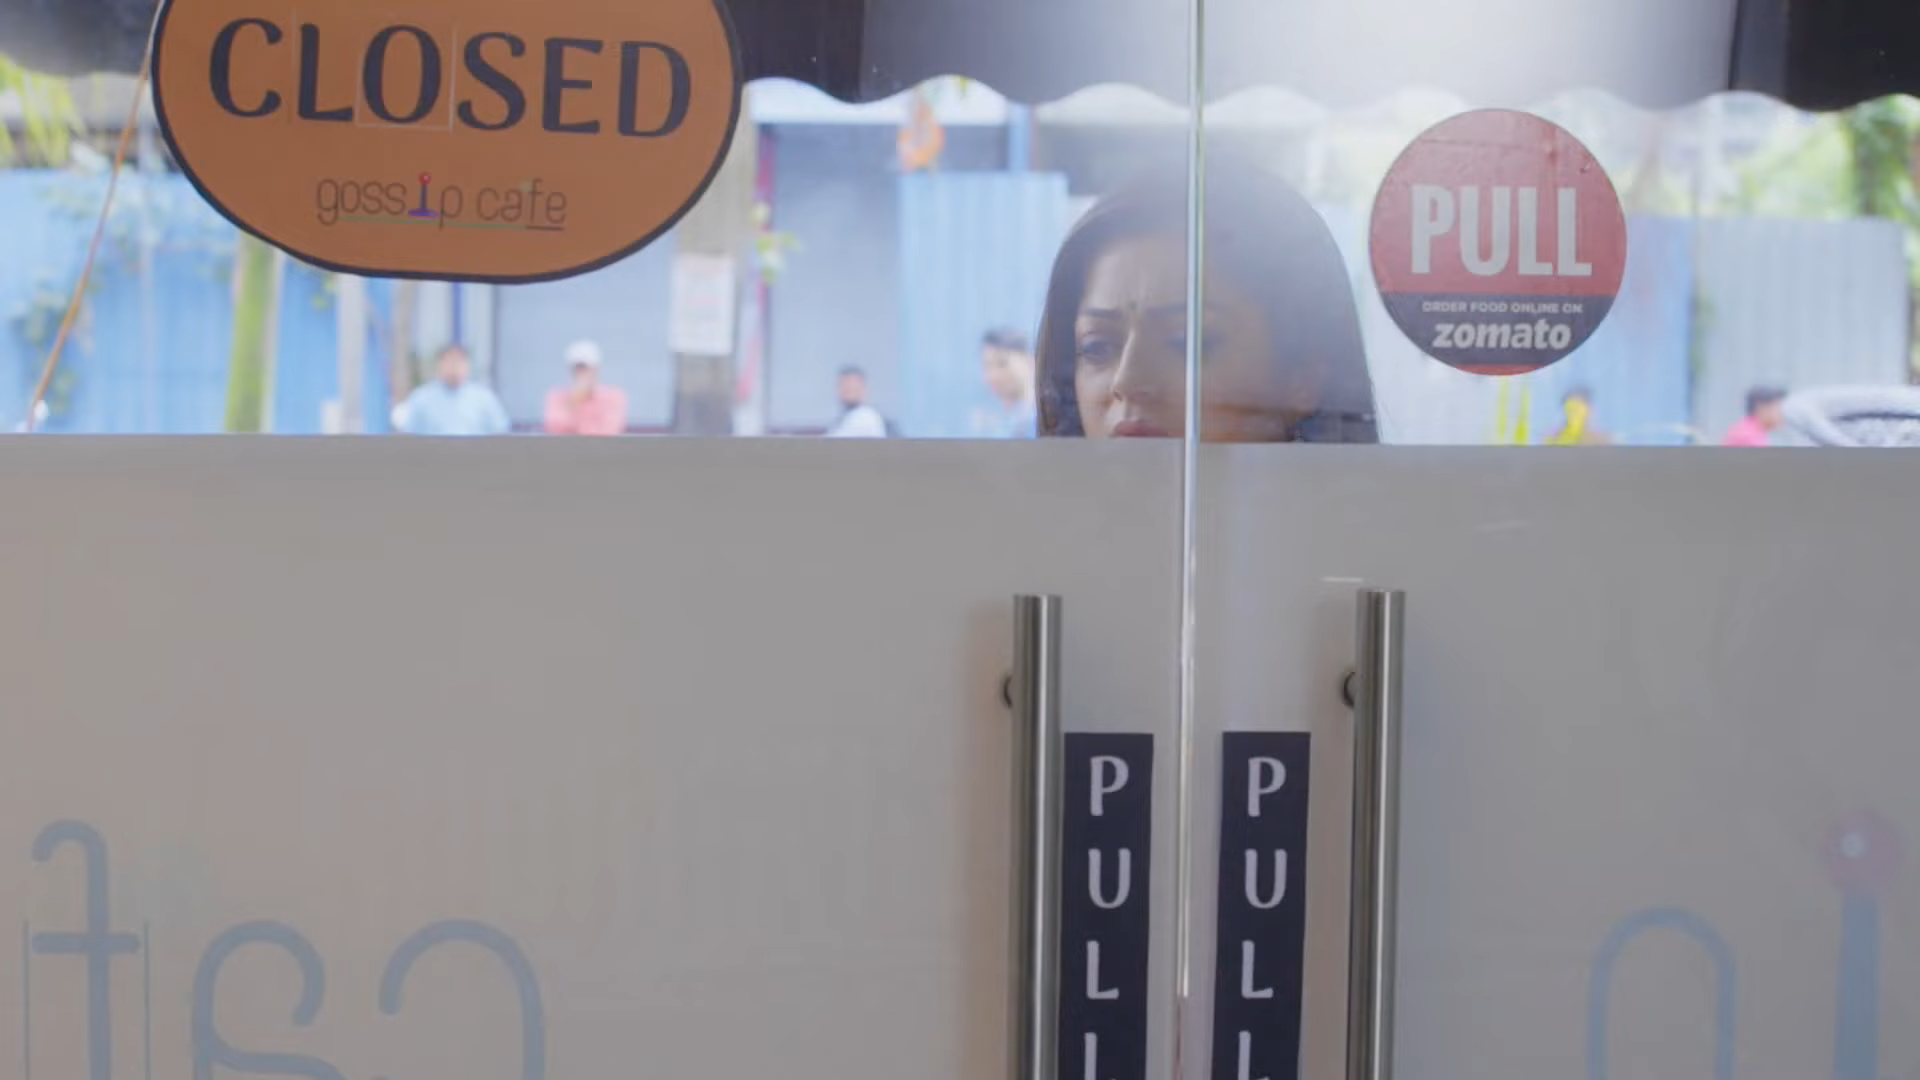 CLOSED
gossip cafe
PULL
ORDER FOOD ONLINE ON
zomato
PULL
PULL